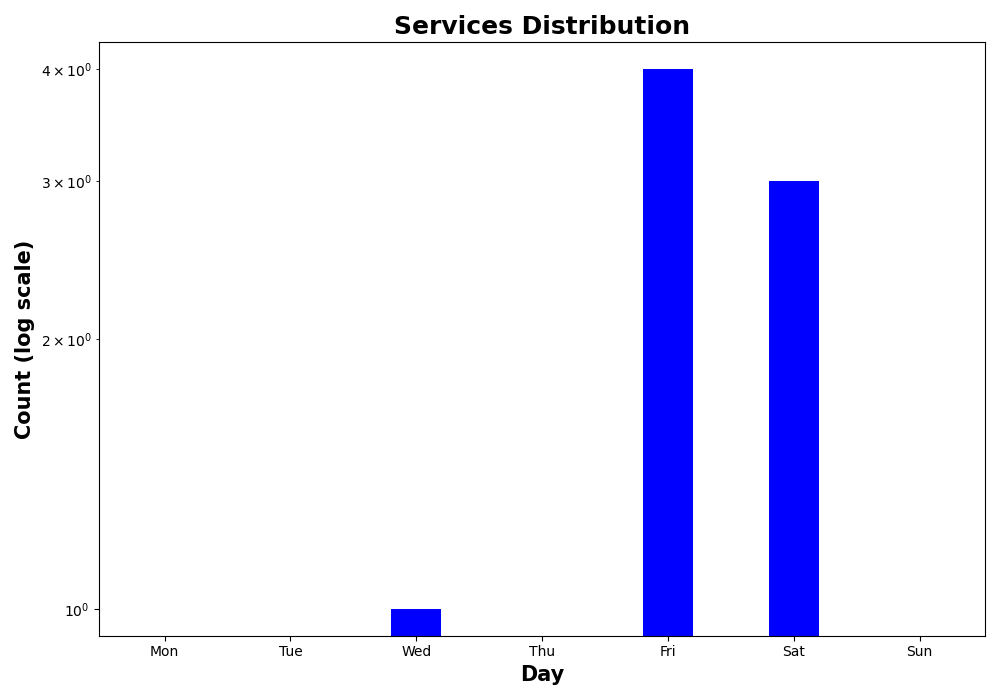 Services Distribution
4 × 10⁰
3 × 10⁰
2 × 10⁰
10⁰
Count (log scale)
Mon Tue Wed Thu Fri Sat Sun
Day